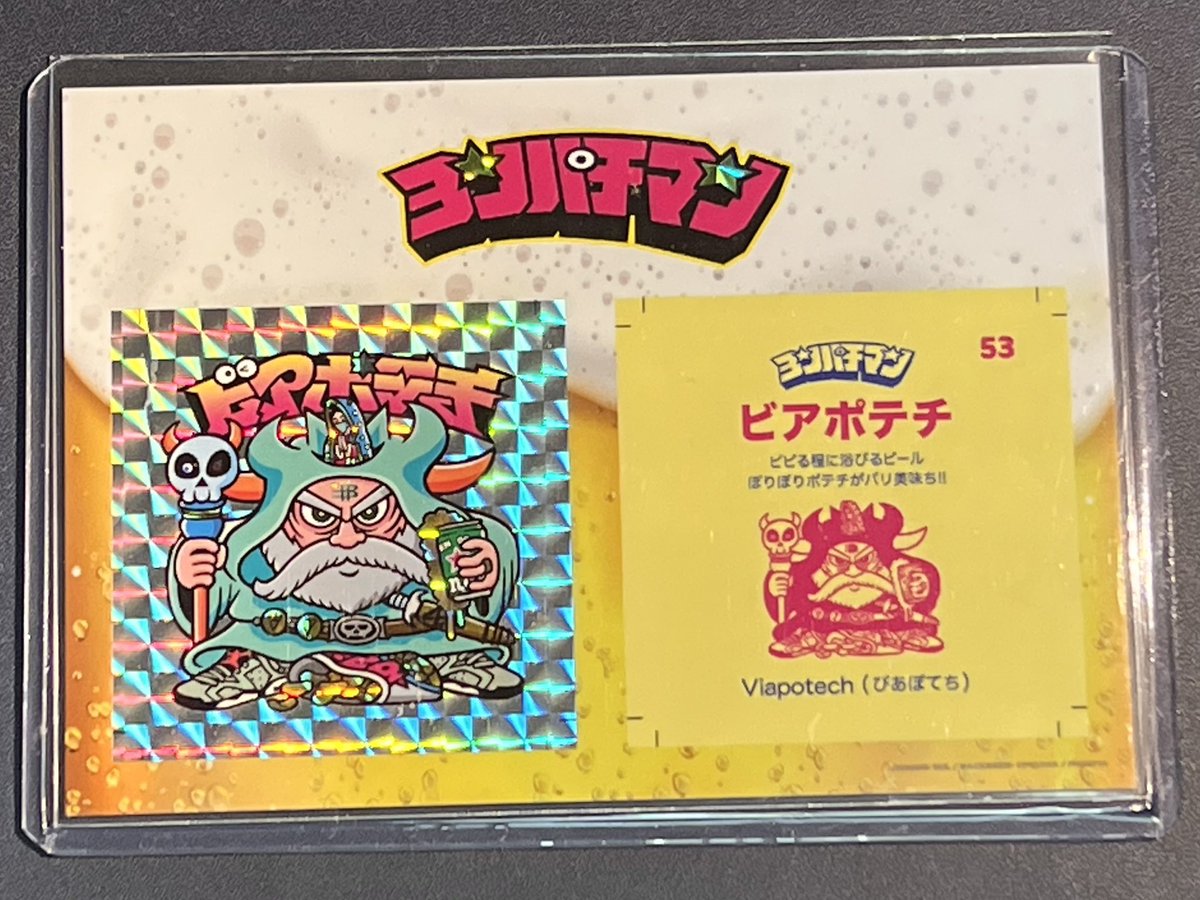 ヨンパチマン
ビアポテチ
ヨンパチマン
53
ビアポテチ
ビビる程に浴びるビール
ぽりぽりポテチがパリ美味ち!!
Viapotech (びあぽてち)